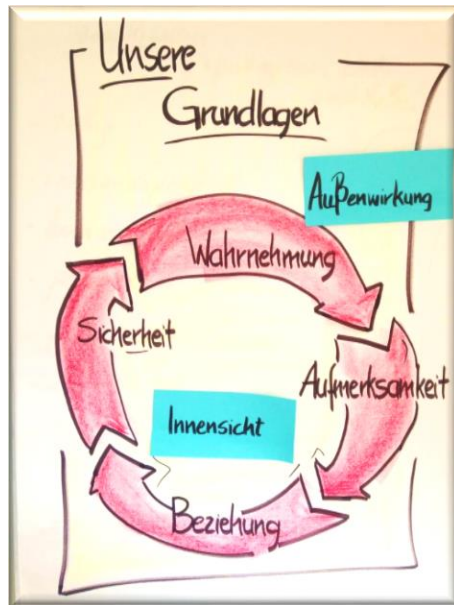 Unsere
Grundlagen
Außenwirkung
Wahrnehmung
Sicherheit
Aufmerksamkeit
Innensicht
Beziehung